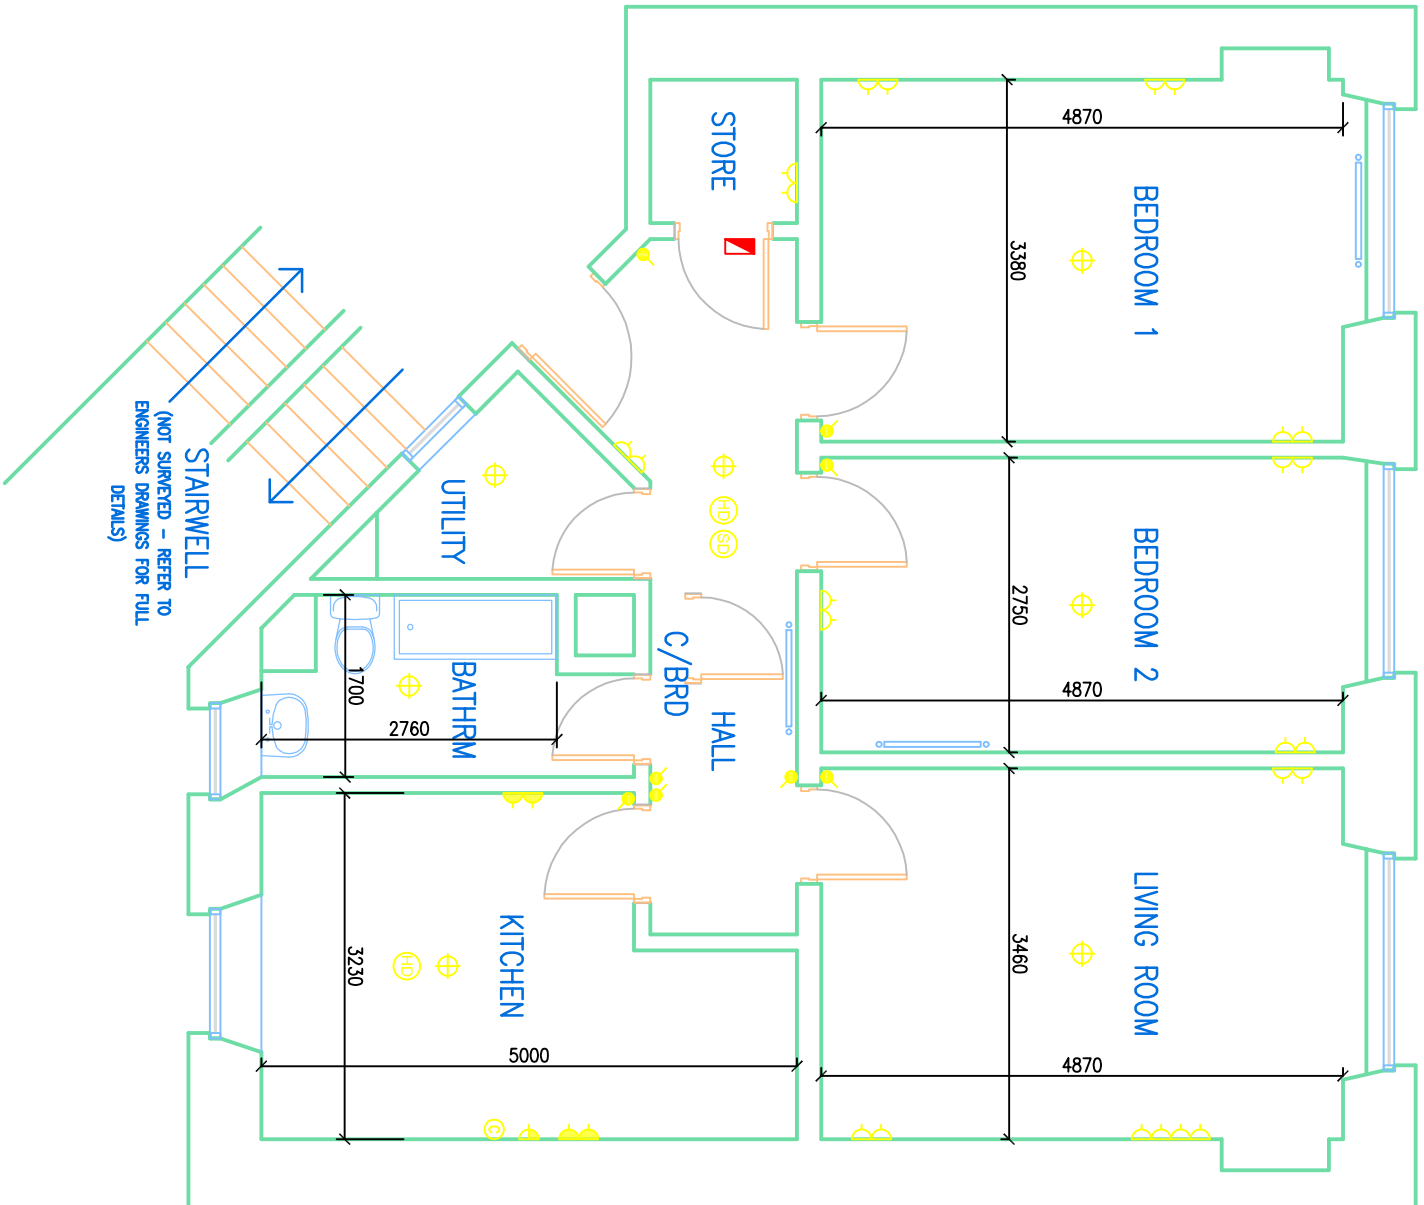 STORE
BEDROOM 1
4870
3380
BEDROOM 2
2750
4870
LIVING ROOM
3460
4870
HD
SD
HALL
C/BRD
UTILITY
BATHRM
1700
2760
KITCHEN
HD
3230
5000
C
STAIRWELL
(NOT SURVEYED - REFER TO
ENGINEERS DRAWINGS FOR FULL
DETAILS)